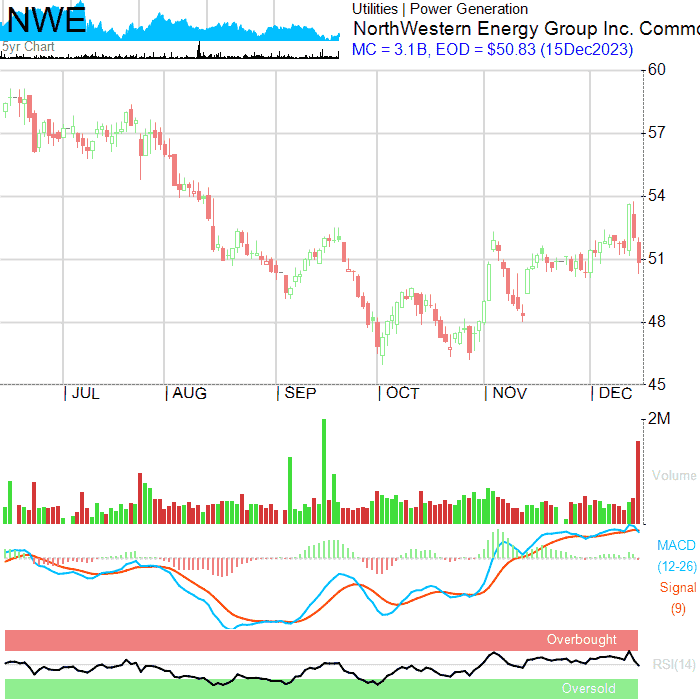 NWE
5yr Chart
Utilities | Power Generation
NorthWestern Energy Group Inc. Commo
MC = 3.1B, EOD = $50.83 (15Dec2023)
60
57
54
51
48
45
| JUL | AUG | SEP | OCT | NOV | DEC
2M
Volume
MACD
(12-26)
Signal
(9)
Overbought
RSI(14)
Oversold